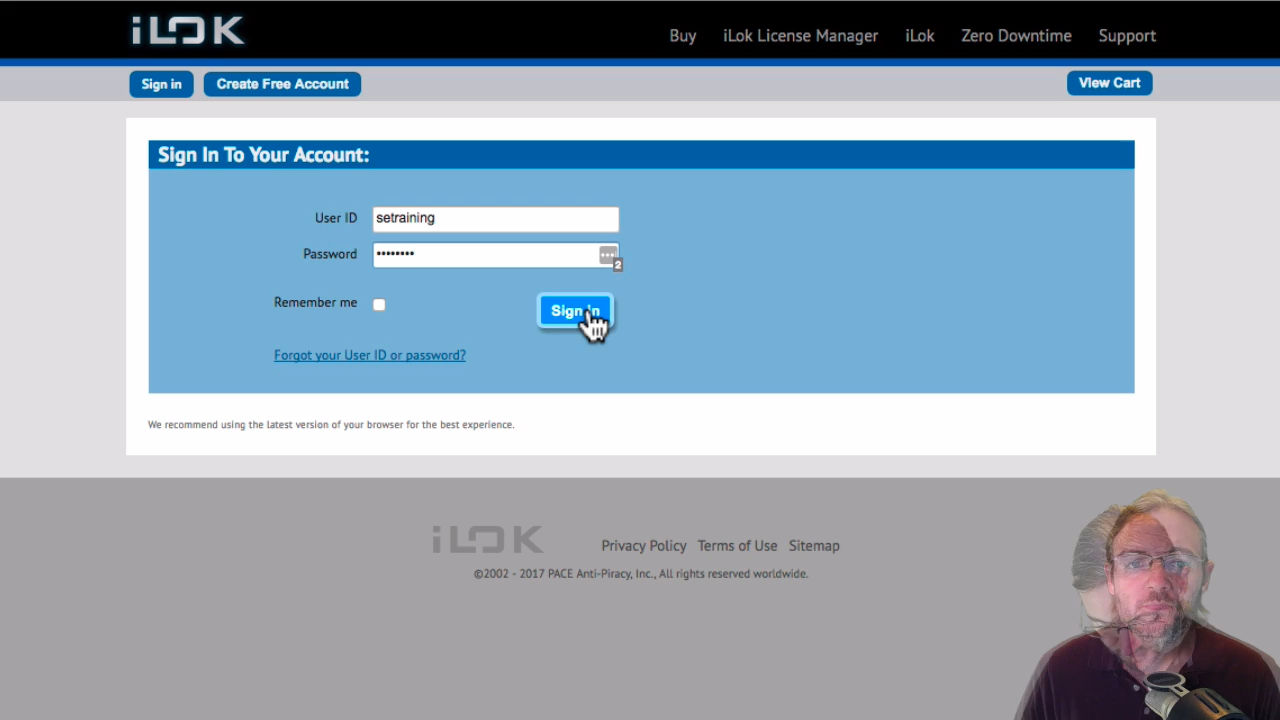 iLOK
Buy iLok License Manager iLok Zero Downtime Support
Sign in Create Free Account View Cart
Sign In To Your Account:
User ID setraining
Password ••••••••
2
Remember me
Sign In
Forgot your User ID or password?
We recommend using the latest version of your browser for the best experience.
iLOK
Privacy Policy Terms of Use Sitemap
©2002 - 2017 PACE Anti-Piracy, Inc., All rights reserved worldwide.